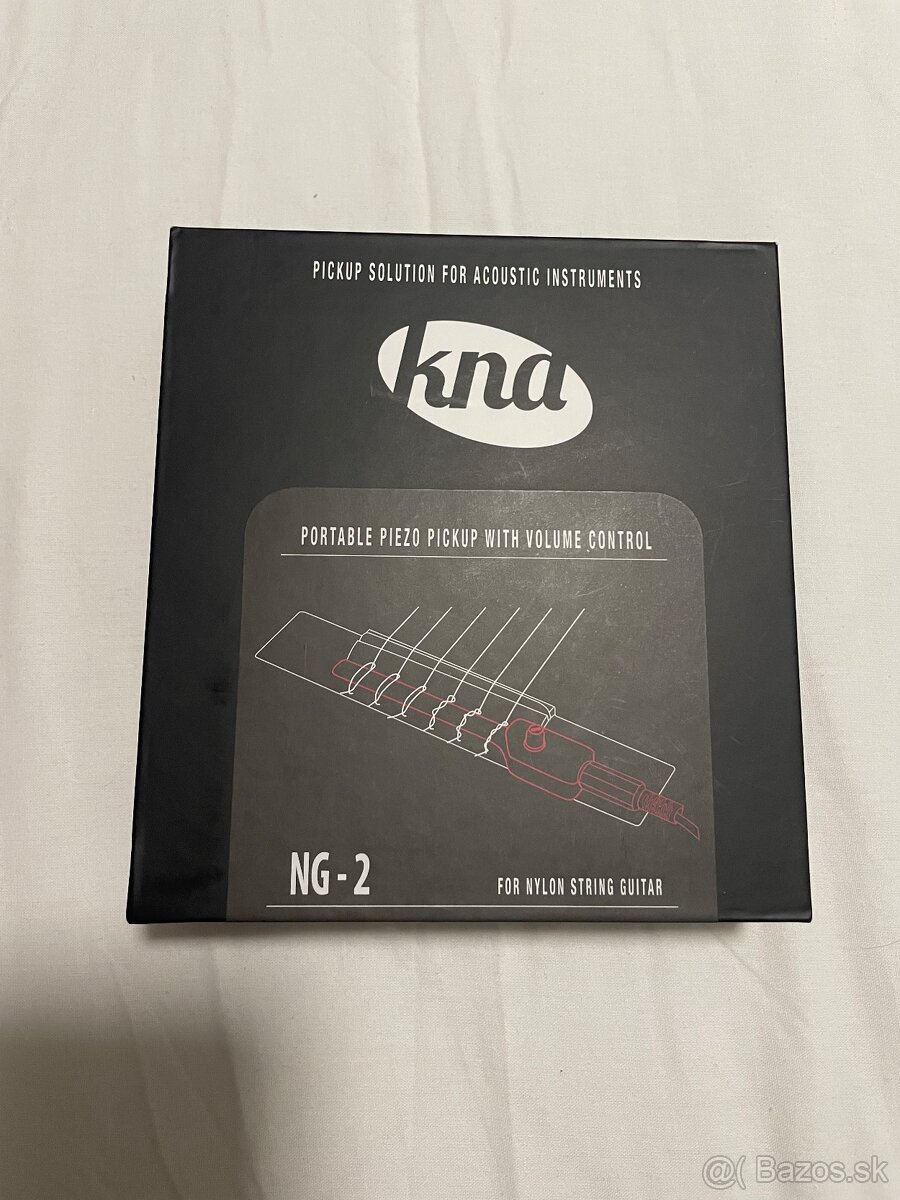 PICKUP SOLUTION FOR ACOUSTIC INSTRUMENTS
kna
PORTABLE PIEZO PICKUP WITH VOLUME CONTROL
NG - 2
FOR NYLON STRING GUITAR
@( Bazos.sk